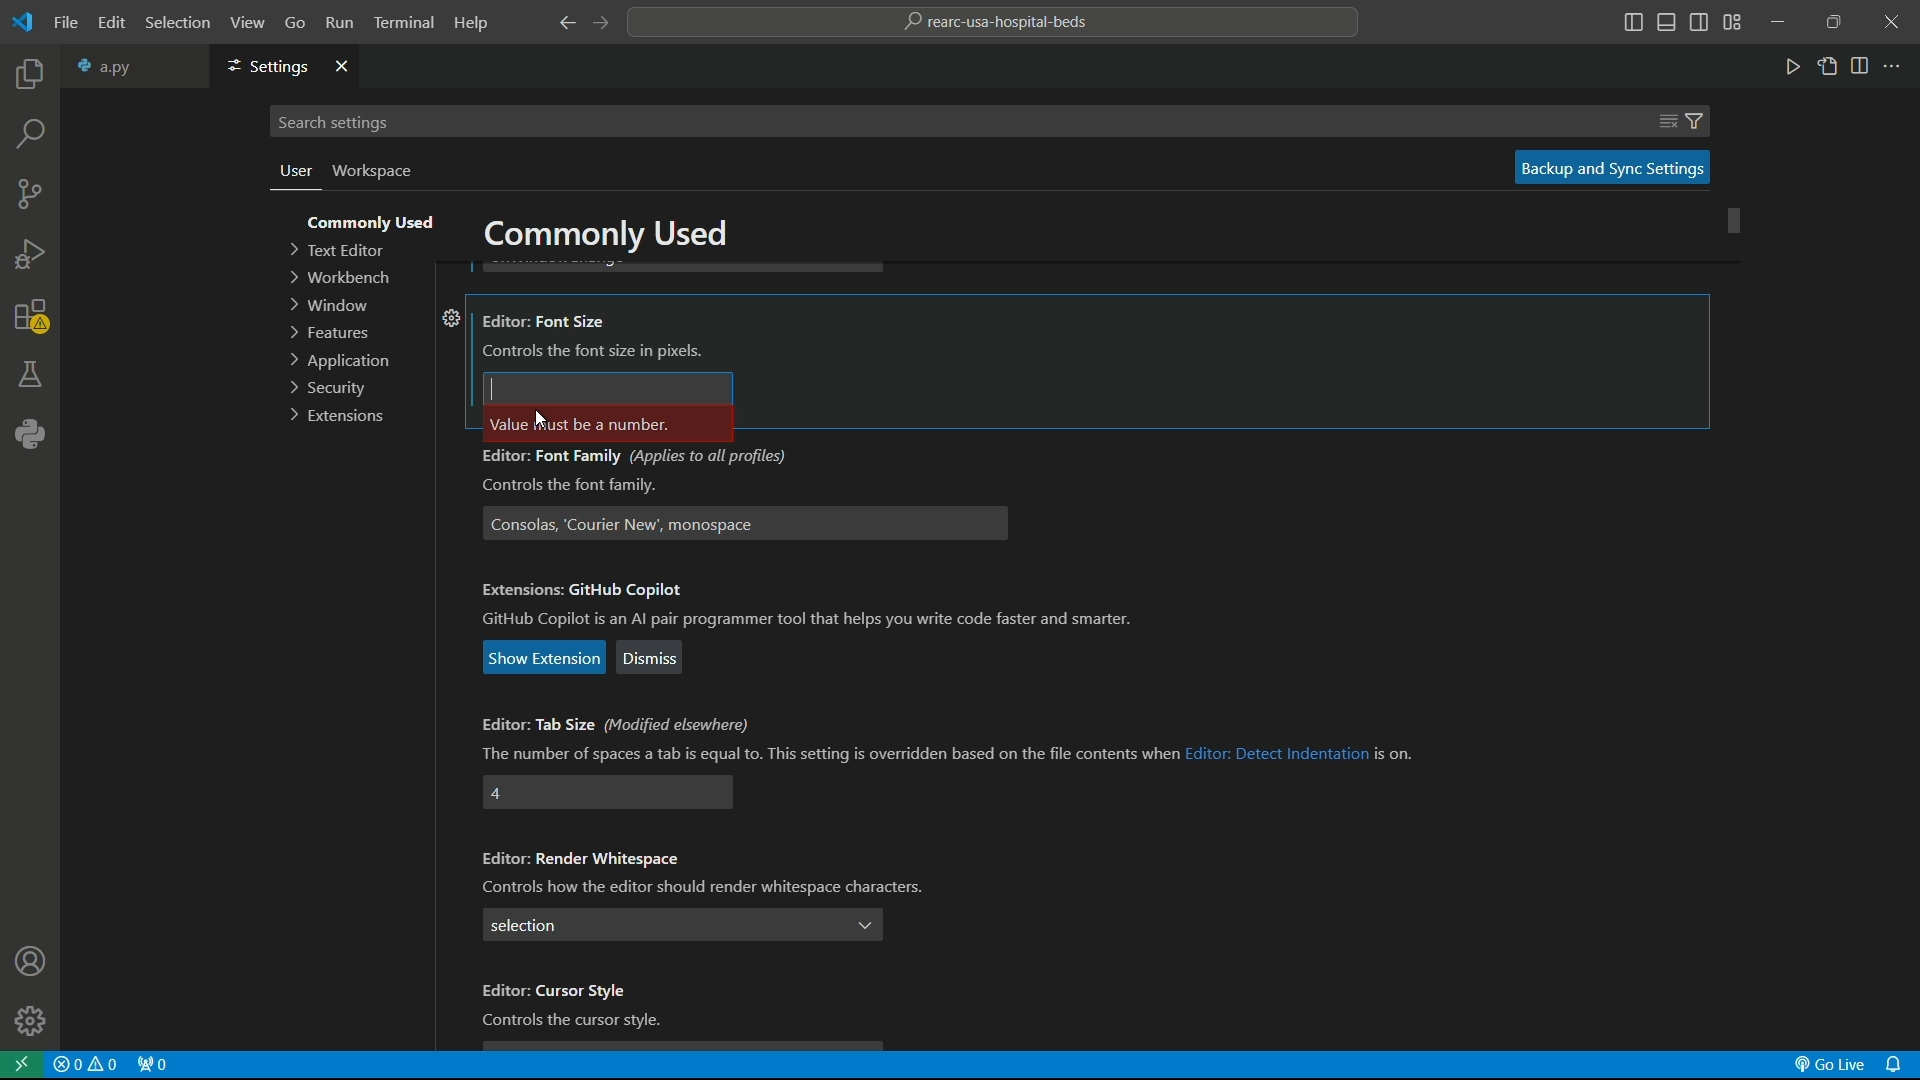 File Edit Selection View Go Run Terminal Help
rearc-usa-hospital-beds
a.py
Settings
Search settings
User Workspace
Backup and Sync Settings
Commonly Used
Text Editor
Workbench
Window
Features
Application
Security
Extensions
Commonly Used
Editor: Font Size
Controls the font size in pixels.
Value must be a number.
Editor: Font Family (Applies to all profiles)
Controls the font family.
Consolas, 'Courier New', monospace
Extensions: GitHub Copilot
GitHub Copilot is an AI pair programmer tool that helps you write code faster and smarter.
Show Extension Dismiss
Editor: Tab Size (Modified elsewhere)
The number of spaces a tab is equal to. This setting is overridden based on the file contents when Editor: Detect Indentation is on.
4
Editor: Render Whitespace
Controls how the editor should render whitespace characters.
selection
Editor: Cursor Style
Controls the cursor style.
0 0 0
Go Live